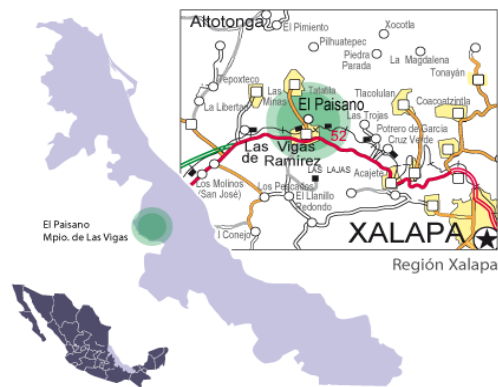 Altotonga
El Pimiento
Xocotla
Pilhuatepec
Piedra
Parada
La Magdalena
Tonayán
Tepoxteco
Las
Minas
Tatatila
Tlacolulan
Coacoatzintla
La Libertad
El Paisano
Las Trojas
52
Potrero de García
Cruz Verde
Las Vigas
de Ramírez
LAS LAJAS
Acajete
Los Molinos
(San José)
Los Pescados
El Llanillo
Redondo
l Conejo
XALAPA
Región Xalapa
El Paisano
Mpio. de Las Vigas